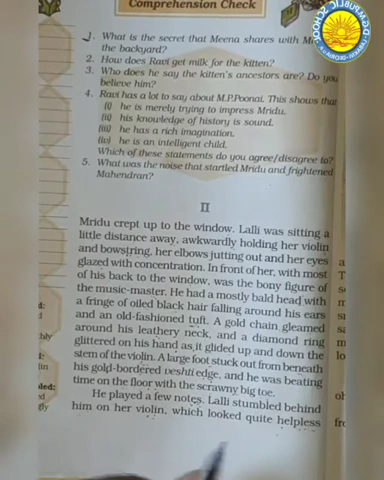 Comprehension Check
1. What is the secret that Meena shares with
the backyard?
2. How does Ravi get milk for the kitten?
3. Who does he say the kitten's ancestors are? Do you
believe him?
4. Ravi has a lot to say about M.P.Poonai. This shows that
(i) he is merely trying to impress Mridu.
(ii) his knowledge of history is sound.
(iii) he has a rich imagination.
(iv) he is an intelligent child.
Which of these statements do you agree/disagree to?
5. What was the noise that startled Mridu and frightened
Mahendran?
II
Mridu crept up to the window. Lalli was sitting a
little distance away, awkwardly holding her violin
and bowstring, her elbows jutting out and her eyes
glazed with concentration. In front of her, with most
of his back to the window, was the bony figure of
the music-master. He had a mostly bald head with
a fringe of oiled black hair falling around his ears
and an old-fashioned tuft. A gold chain gleamed
around his leathery neck, and a diamond ring
glittered on his hand as it glided up and down the
stem of the violin. A large foot stuck out from beneath
his gold-bordered veshti edge, and he was beating
time on the floor with the scrawny big toe.
He played a few notes. Lalli stumbled behind
him on her violin, which looked quite helpless